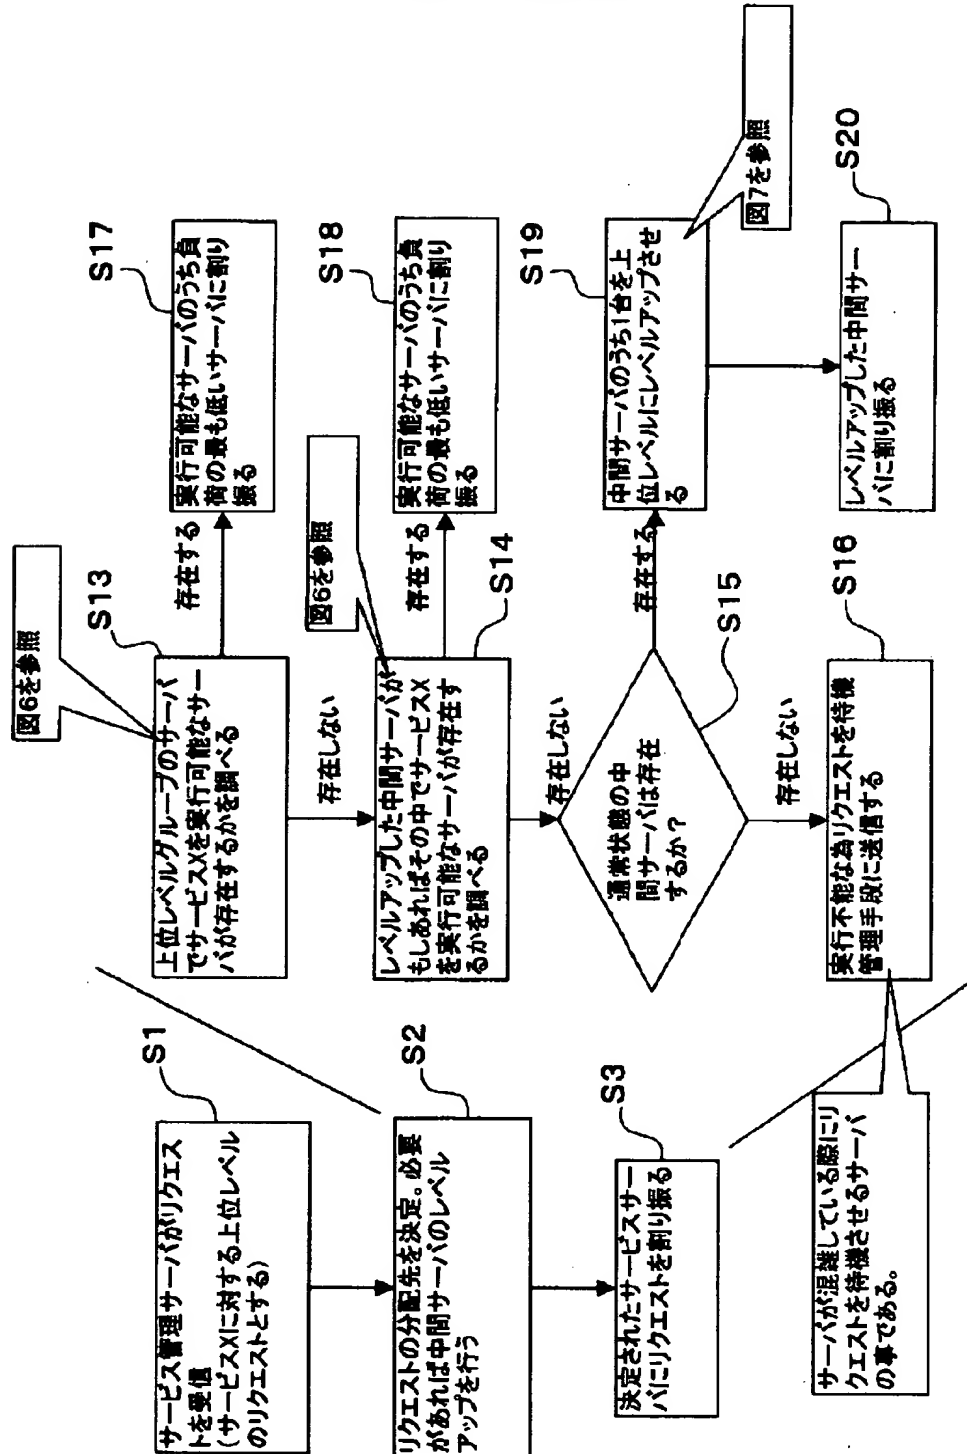 S1
サービス管理サーバがリクエス
トを受信
(サービスXに対する上位レベル
のリクエストとする)
S2
リクエストの分配先を決定。必要
があれば中間サーバのレベル
アップを行う
S3
決定されたサービスサー
バにリクエストを割り振る
図6を参照
S13
上位レベルグループのサーバ
でサービスXを実行可能なサー
バが存在するかを調べる
存在する
S17
実行可能なサーバのうち負
荷の最も低いサーバに割り
振る
存在しない
図6を参照
S14
レベルアップした中間サーバが
もしあればその中でサービスX
を実行可能なサーバが存在す
るかを調べる
存在する
S18
実行可能なサーバのうち負
荷の最も低いサーバに割り
振る
存在しない
S15
通常状態の中
間サーバは存在
するか?
存在する
S19
中間サーバのうち1台を上
位レベルにレベルアップさせ
る
図7を参照
S20
レベルアップした中間サー
バに割り振る
存在しない
S16
実行不能な為リクエストを待機
管理手段に送信する
サーバが混雑している際にリ
クエストを待機させるサーバ
の事である。